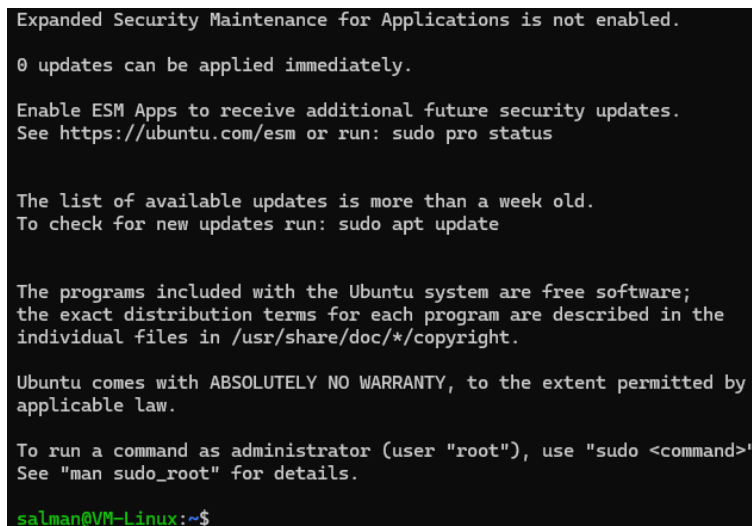 Expanded Security Maintenance for Applications is not enabled.
0 updates can be applied immediately.
Enable ESM Apps to receive additional future security updates.
See https://ubuntu.com/esm or run: sudo pro status
The list of available updates is more than a week old.
To check for new updates run: sudo apt update
The programs included with the Ubuntu system are free software;
the exact distribution terms for each program are described in the
individual files in /usr/share/doc/*/copyright.
Ubuntu comes with ABSOLUTELY NO WARRANTY, to the extent permitted by
applicable law.
To run a command as administrator (user "root"), use "sudo <command>"
See "man sudo_root" for details.
salman@VM-Linux:~$